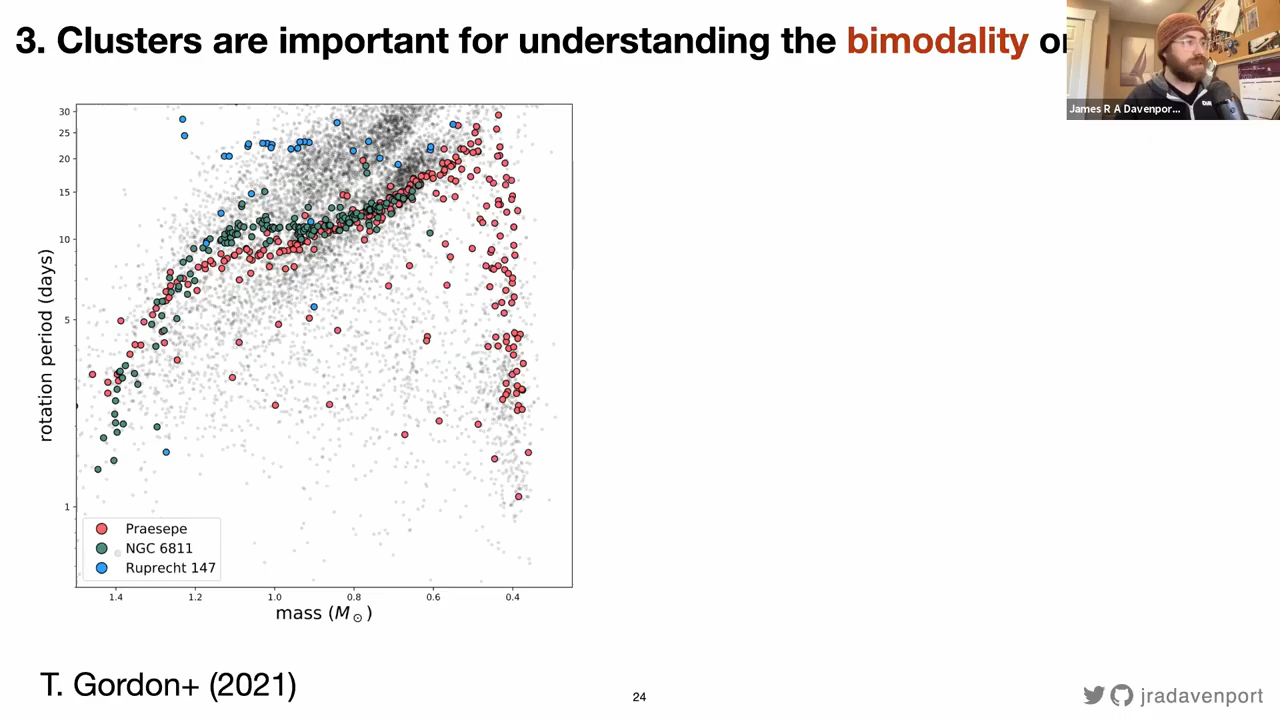 3. Clusters are important for understanding the bimodality
James R A Davenpor...
30
25
20
15
10
5
1
rotation period (days)
Praesepe
NGC 6811
Ruprecht 147
1.4 1.2 1.0 0.8 0.6 0.4
mass (M☉)
T. Gordon+ (2021)
24
jradavenport